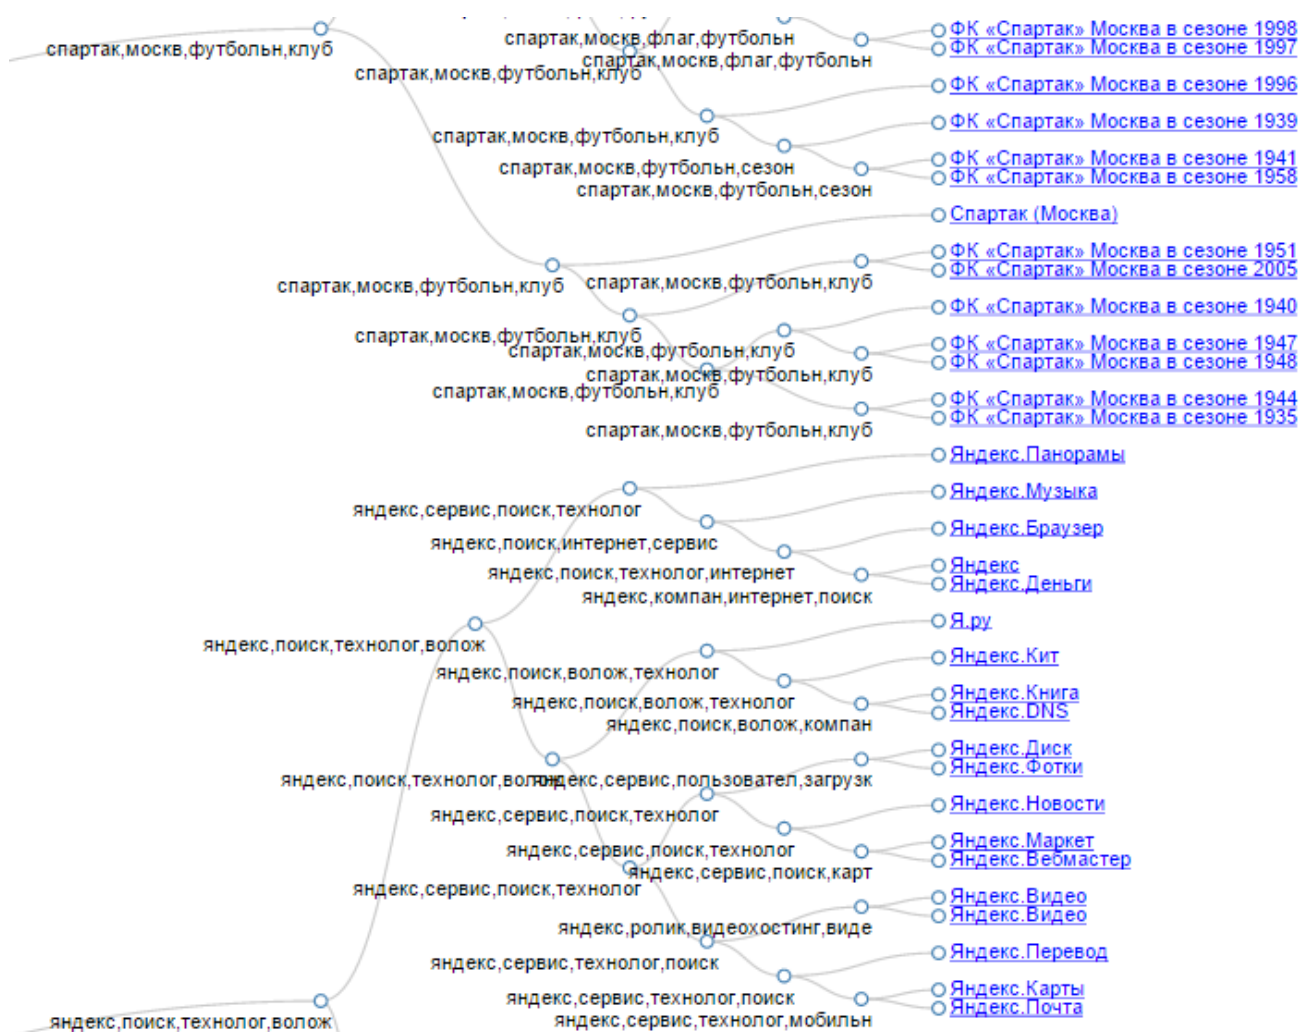 спартак,москв,футбольн,клуб
спартак,москв,флаг,футбольн
спартак,москв,флаг,футбольн
спартак,москв,футбольн,клуб
ФК «Спартак» Москва в сезоне 1998
ФК «Спартак» Москва в сезоне 1997
ФК «Спартак» Москва в сезоне 1996
спартак,москв,футбольн,клуб
ФК «Спартак» Москва в сезоне 1939
спартак,москв,футбольн,сезон
ФК «Спартак» Москва в сезоне 1941
ФК «Спартак» Москва в сезоне 1958
спартак,москв,футбольн,сезон
Спартак (Москва)
ФК «Спартак» Москва в сезоне 1951
ФК «Спартак» Москва в сезоне 2005
спартак,москв,футбольн,клуб
спартак,москв,футбольн,клуб
ФК «Спартак» Москва в сезоне 1940
спартак,москв,футбольн,клуб
спартак,москв,футбольн,клуб
ФК «Спартак» Москва в сезоне 1947
ФК «Спартак» Москва в сезоне 1948
спартак,москв,футбольн,клуб
спартак,москв,футбольн,клуб
ФК «Спартак» Москва в сезоне 1944
ФК «Спартак» Москва в сезоне 1935
спартак,москв,футбольн,клуб
Яндекс.Панорамы
Яндекс.Музыка
яндекс,сервис,поиск,технолог
Яндекс.Браузер
яндекс,поиск,интернет,сервис
Яндекс
Яндекс.Деньги
яндекс,поиск,технолог,интернет
яндекс,компан,интернет,поиск
Я.ру
яндекс,поиск,технолог,волож
Яндекс.Кит
яндекс,поиск,волож,технолог
Яндекс.Книга
Яндекс.DNS
яндекс,поиск,волож,технолог
яндекс,поиск,волож,компан
Яндекс.Диск
Яндекс.Фотки
яндекс,поиск,технолог,волож
яндекс,сервис,пользовател,загрузк
Яндекс.Новости
яндекс,сервис,поиск,технолог
Яндекс.Маркет
Яндекс.Вебмастер
яндекс,сервис,поиск,технолог
яндекс,сервис,поиск,карт
яндекс,сервис,поиск,технолог
Яндекс.Видео
Яндекс.Видео
яндекс,ролик,видеохостинг,виде
Яндекс.Перевод
яндекс,сервис,технолог,поиск
Яндекс.Карты
Яндекс.Почта
яндекс,сервис,технолог,поиск
яндекс,сервис,технолог,мобильн
яндекс,поиск,технолог,волож